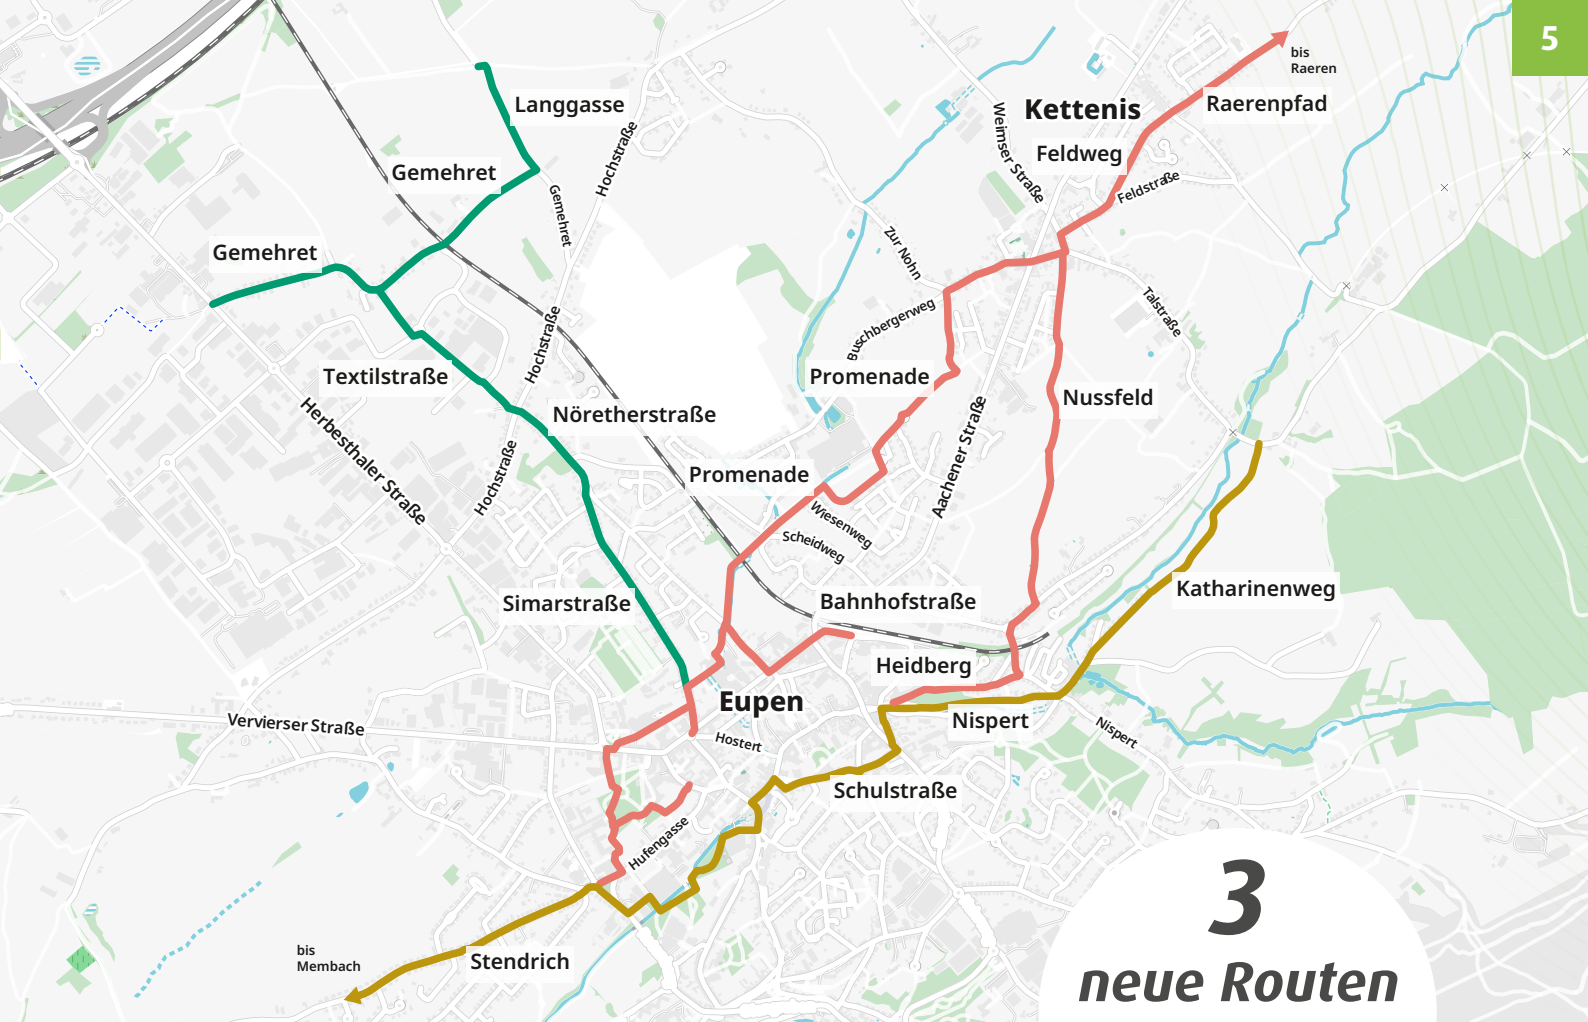 5
bis
Raeren
Langgasse
Kettenis
Raerenpfad
Weimser Straße
Hochstraße
Feldweg
Gemehret
Feldstraße
Gemehret
Gemehret
Zur Nohn
Talstraße
Buschbergerweg
Hochstraße
Textilstraße
Promenade
Nussfeld
Nöretherstraße
Aachener Straße
Herbesthaler Straße
Hochstraße
Promenade
Wiesenweg
Scheidweg
Katharinenweg
Simarstraße
Bahnhofstraße
Heidberg
Eupen
Nispert
Vervierser Straße
Nispert
Hostert
Schulstraße
Hufengasse
bis
Membach
Stendrich
3
neue Routen